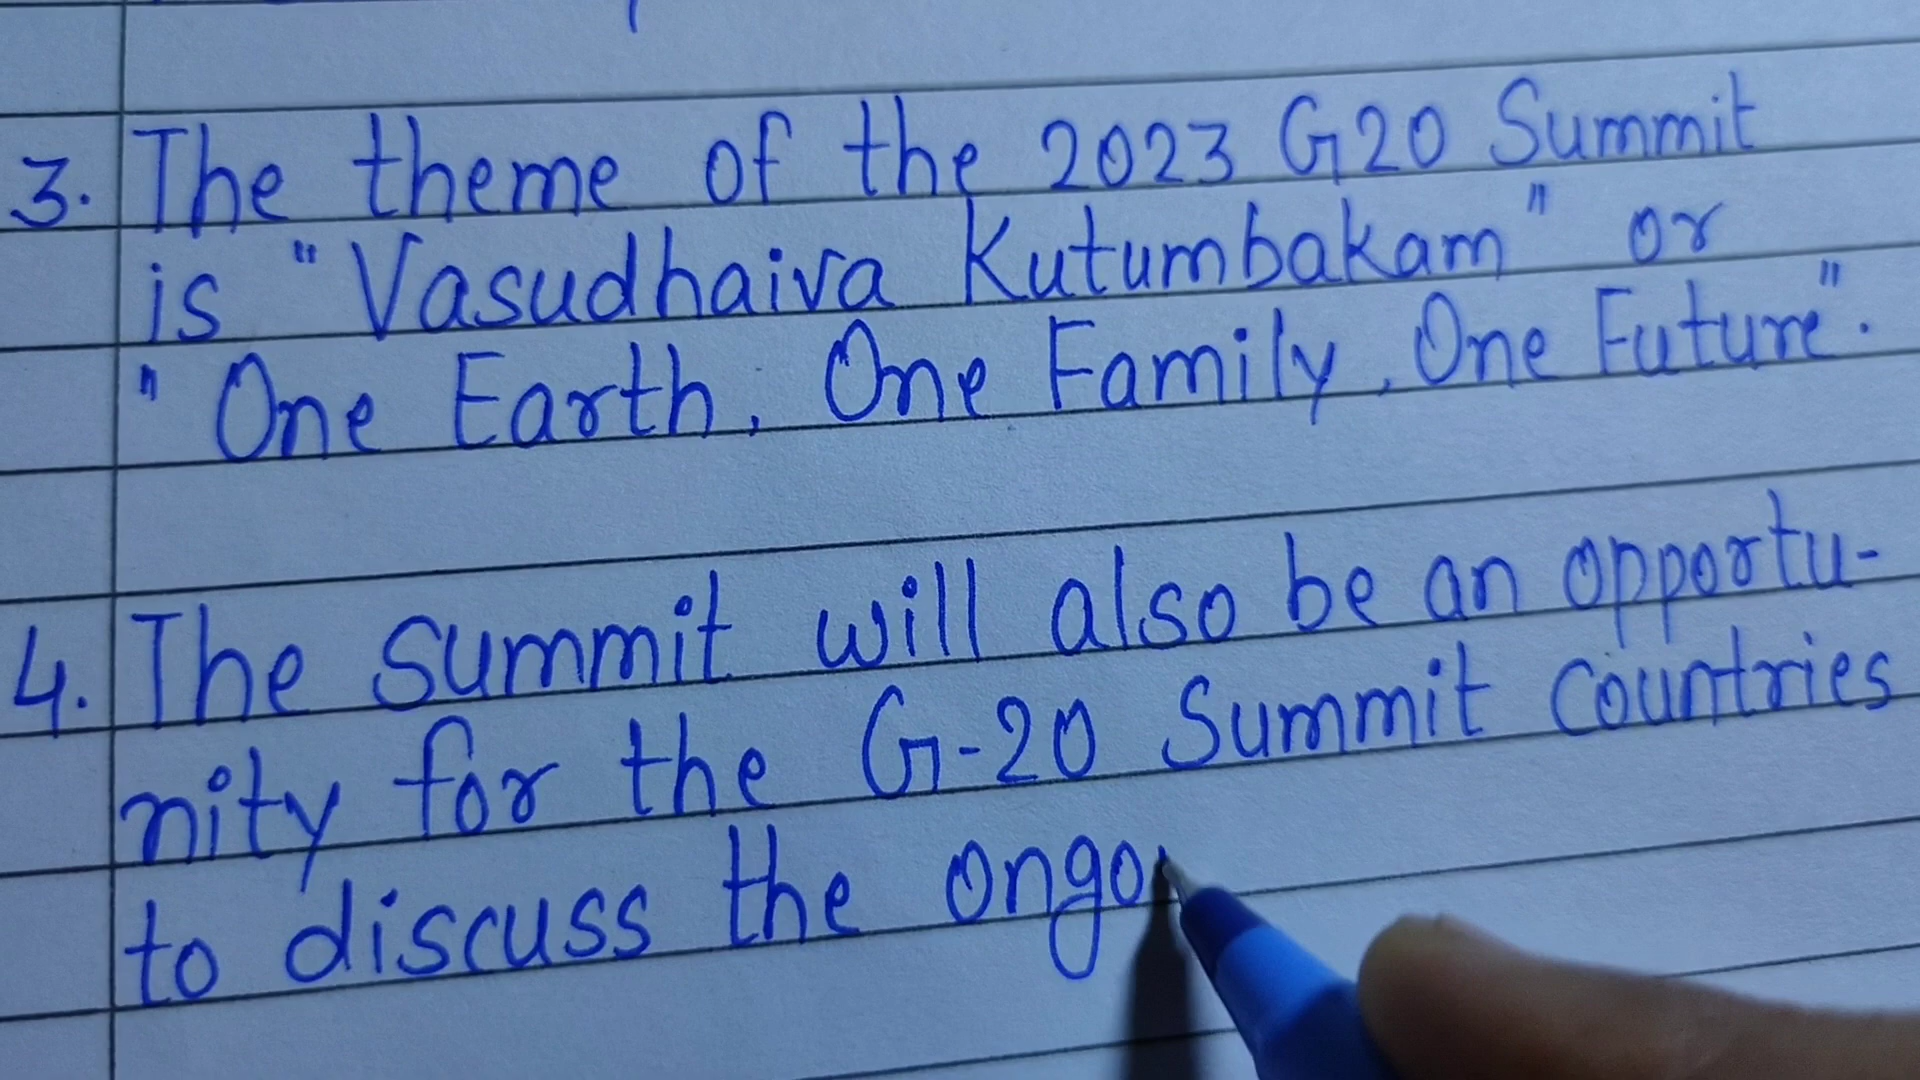 3. The theme of the 2023 G20 Summit
is "Vasudhaiva Kutumbakam" or
"One Earth, One Family, One Future".
4. The Summit will also be an opportu-
nity for the G-20 Summit Countries
to discuss the ongo